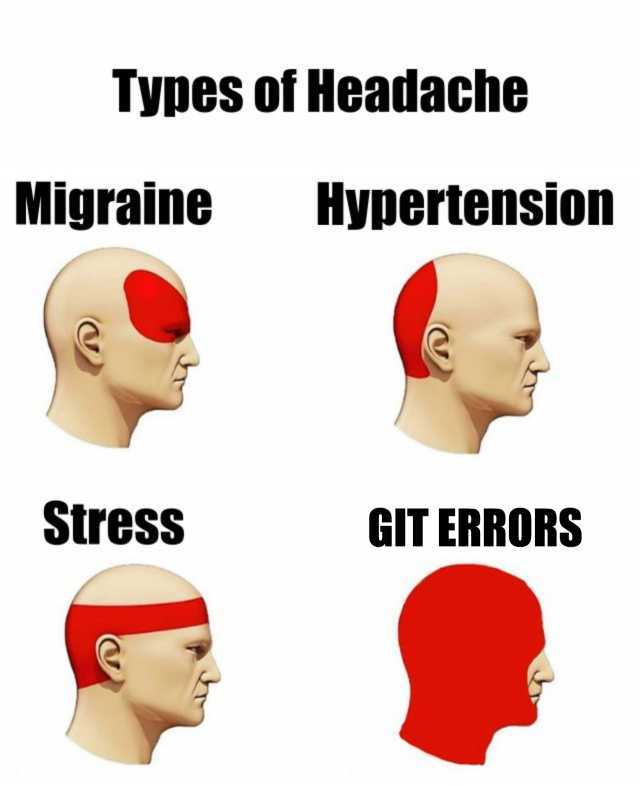 Types of Headache
Migraine
Hypertension
Stress
GIT ERRORS